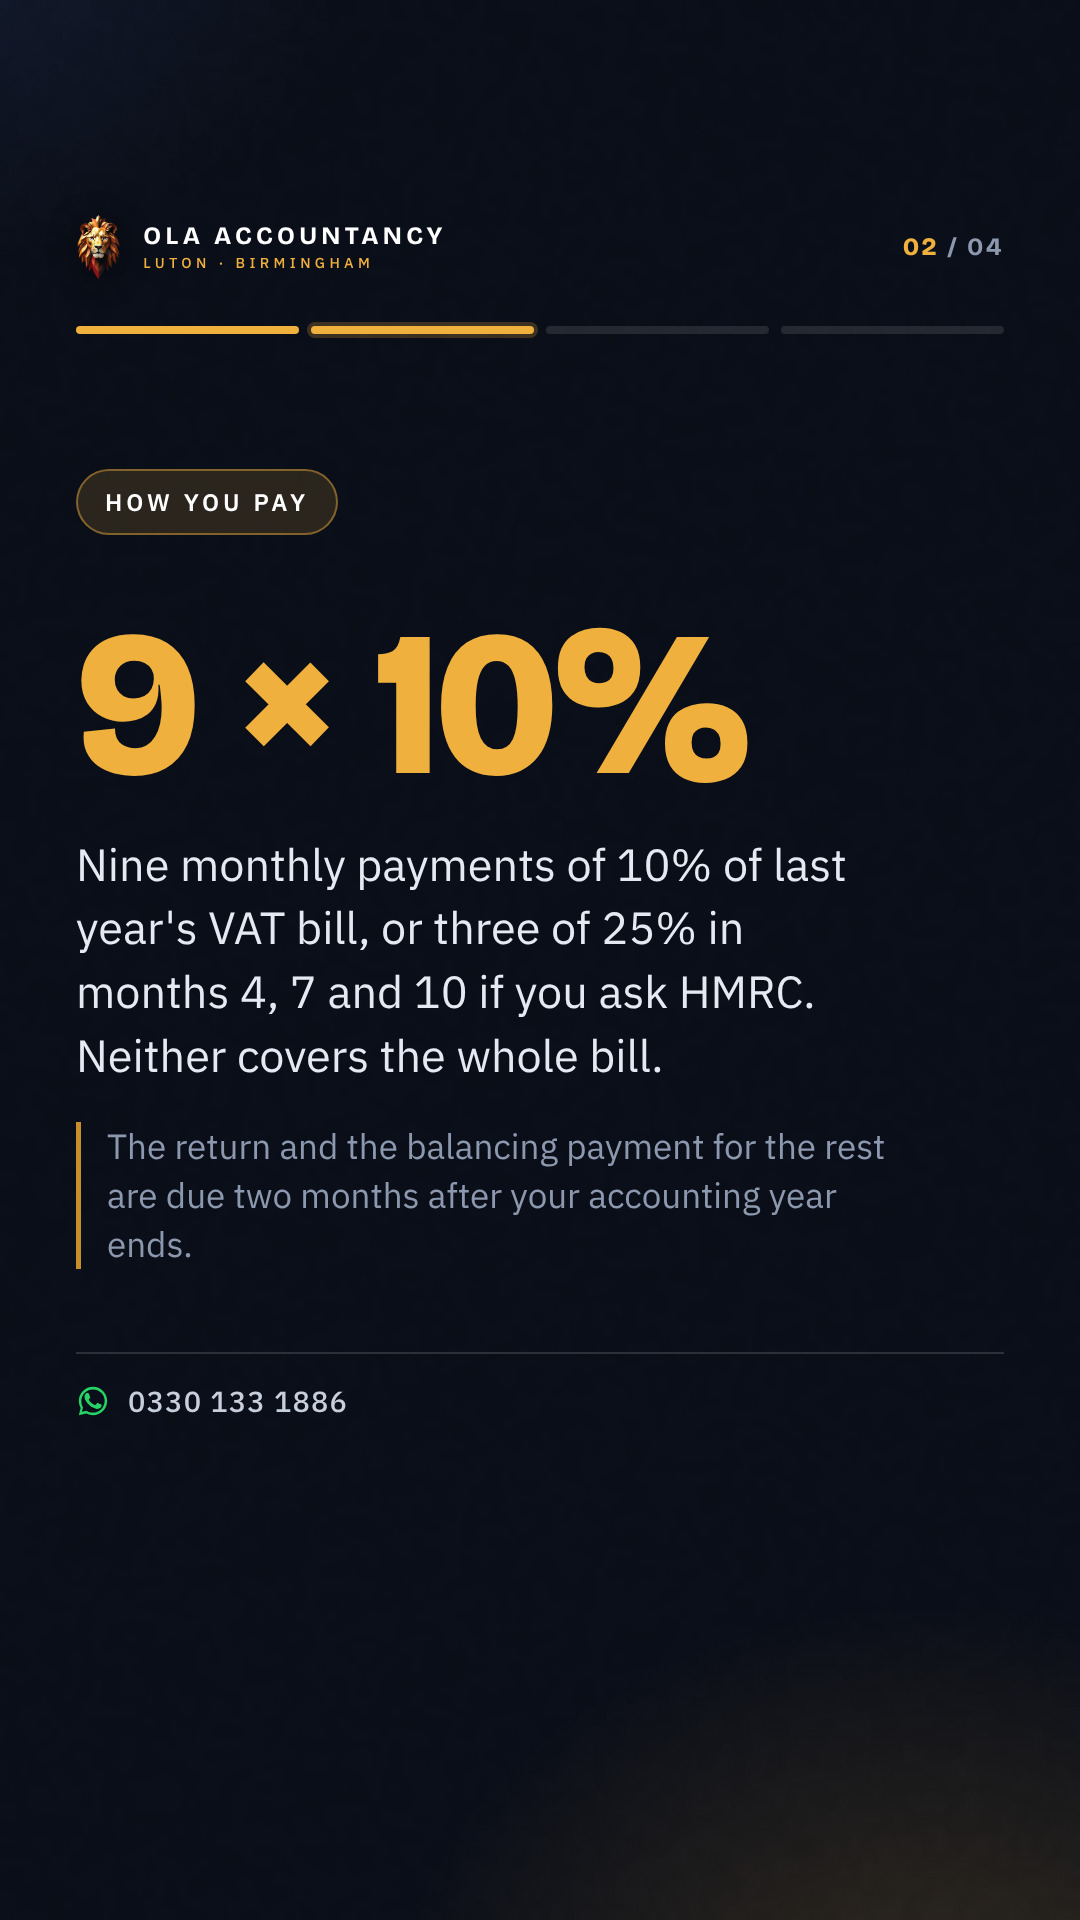 OLA ACCOUNTANCY
LUTON · BIRMINGHAM
02 / 04
HOW YOU PAY
9 × 10%
Nine monthly payments of 10% of last
year's VAT bill, or three of 25% in
months 4, 7 and 10 if you ask HMRC.
Neither covers the whole bill.
The return and the balancing payment for the rest
are due two months after your accounting year
ends.
0330 133 1886